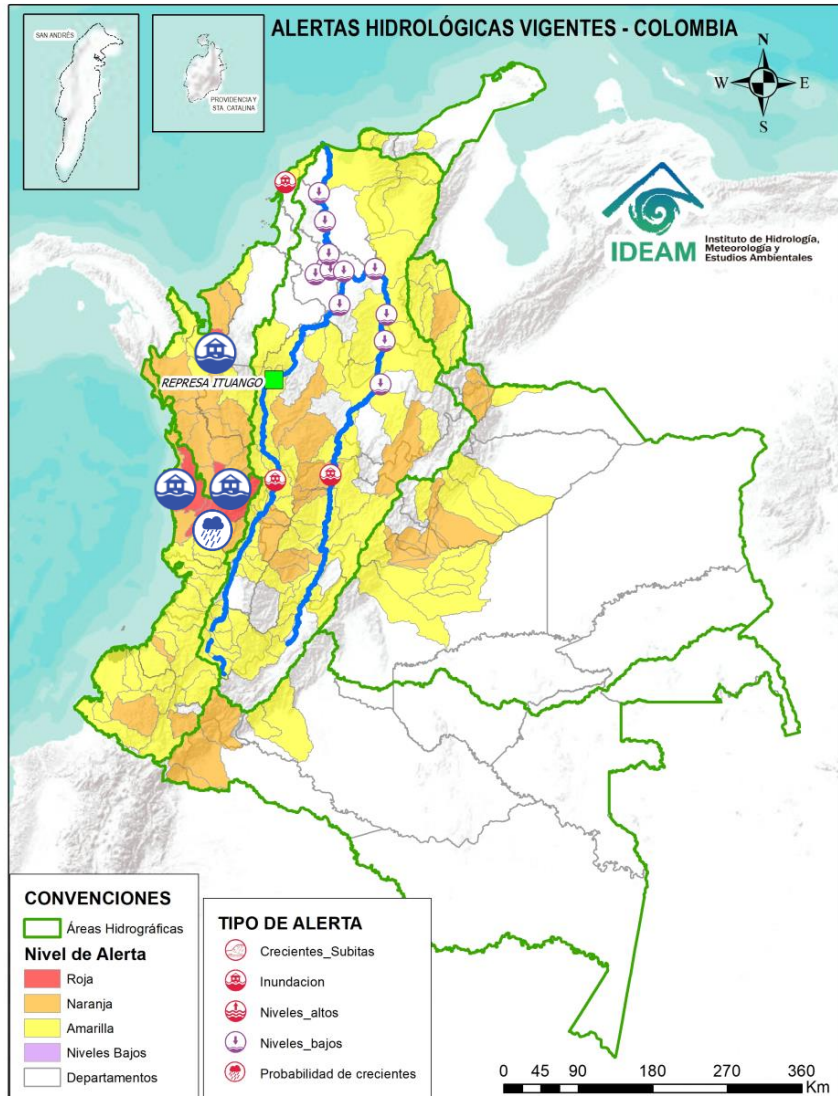 ALERTAS HIDROLÓGICAS VIGENTES - COLOMBIA
SAN ANDRÉS
PROVIDENCIA Y
STA. CATALINA
N
W
E
S
IDEAM
Instituto de Hidrología,
Meteorología y
Estudios Ambientales
REPRESA ITUANGO
CONVENCIONES
Áreas Hidrográficas
Nivel de Alerta
Roja
Naranja
Amarilla
Niveles Bajos
Departamentos
TIPO DE ALERTA
Crecientes_Subitas
Inundacion
Niveles_altos
Niveles_bajos
Probabilidad de crecientes
0 45 90 180 270 360
Km